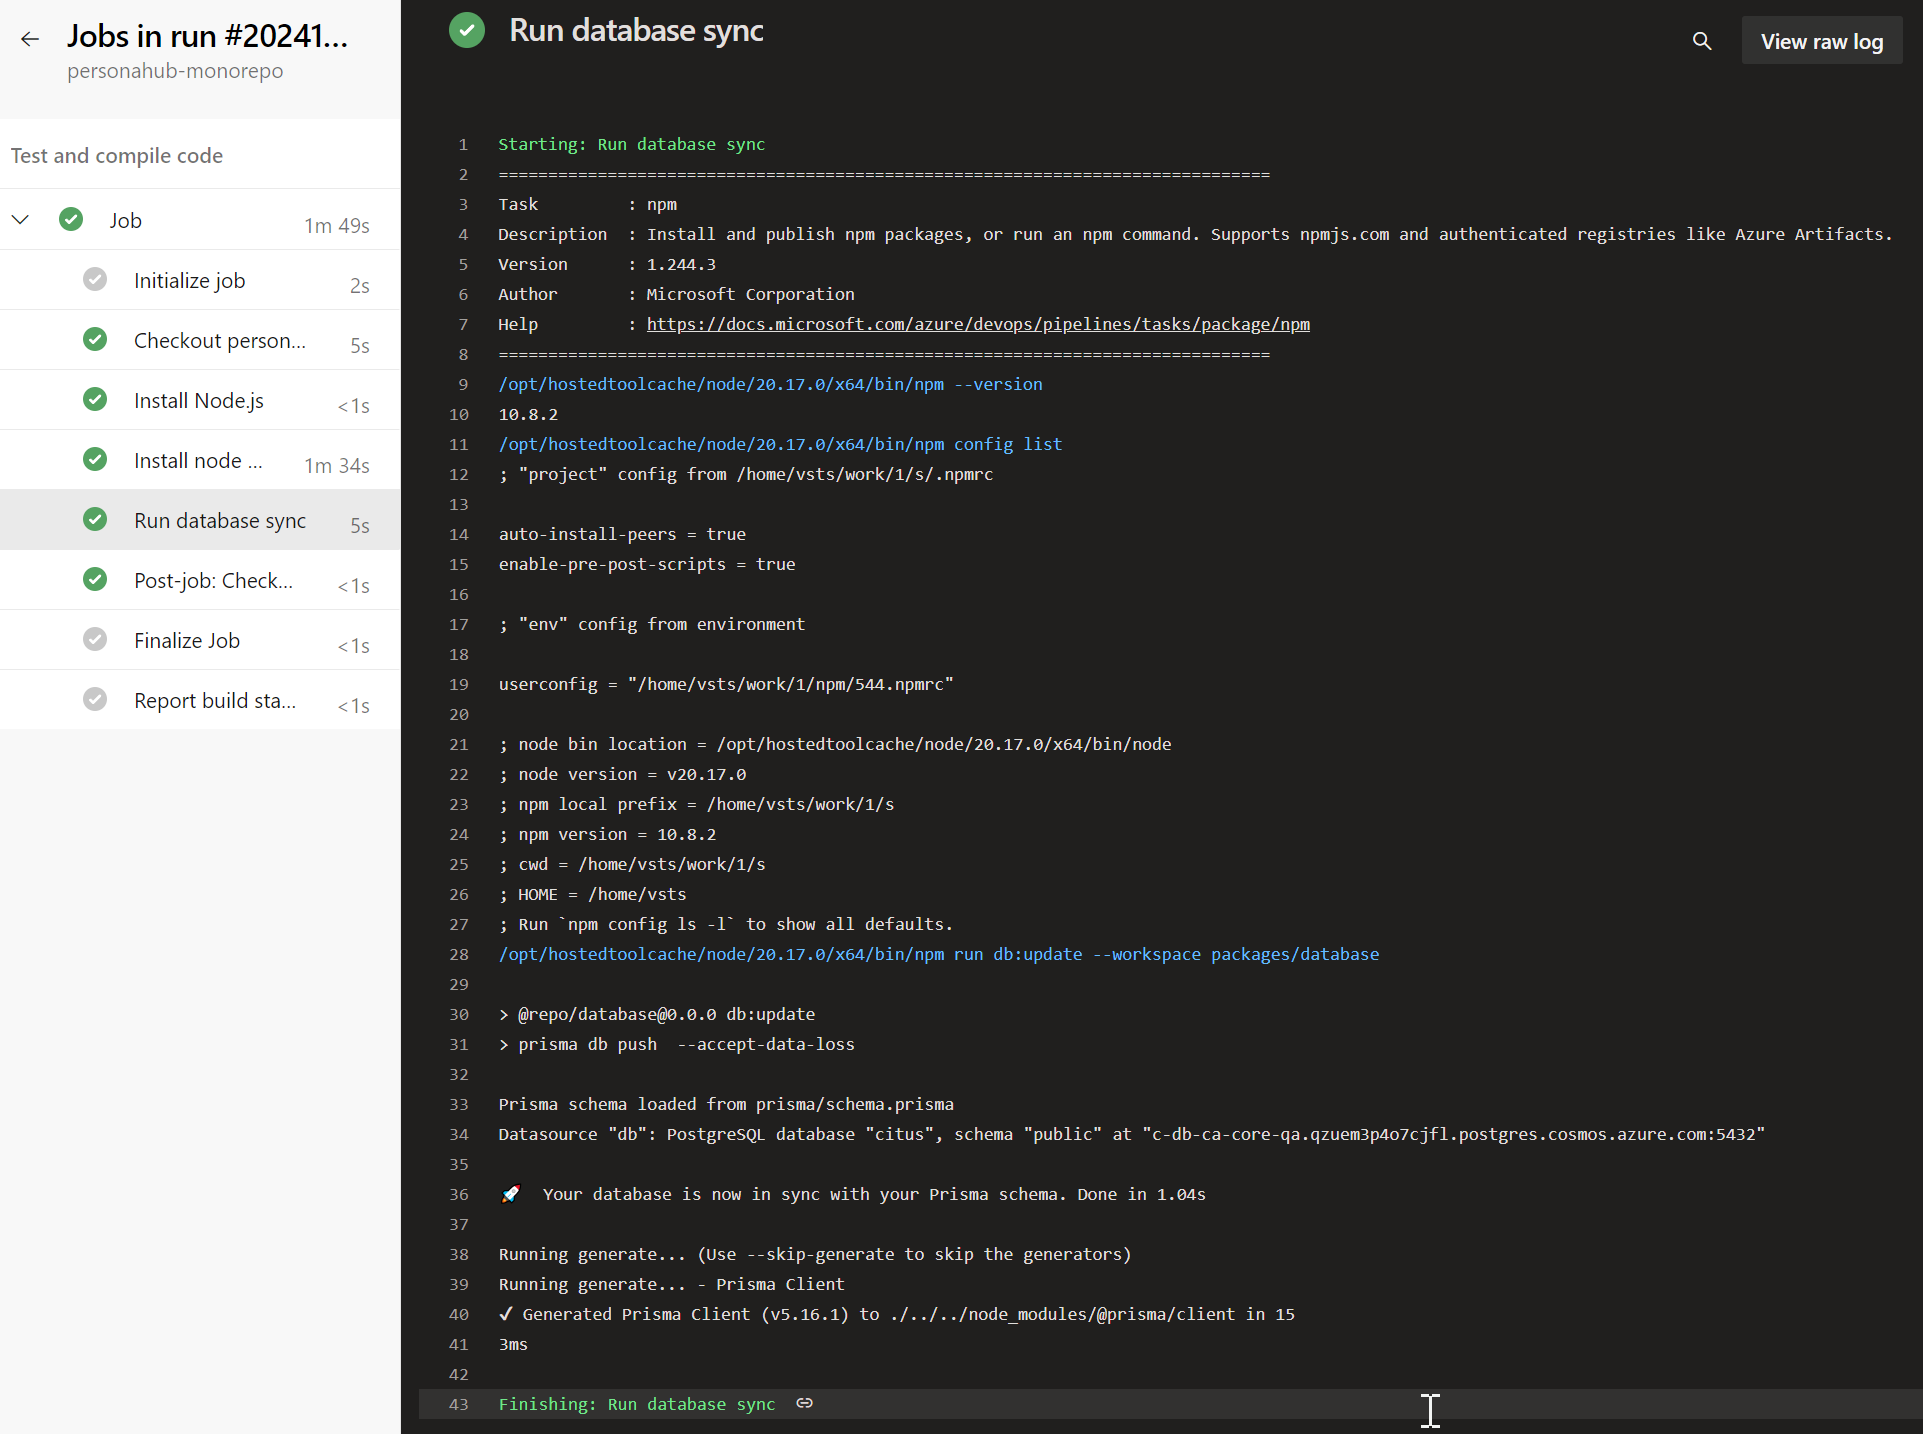 Jobs in run #20241...
personahub-monorepo
Test and compile code
Job 1m 49s
Initialize job 2s
Checkout person... 5s
Install Node.js <1s
Install node ... 1m 34s
Run database sync 5s
Post-job: Check... <1s
Finalize Job <1s
Report build sta... <1s
Run database sync
View raw log
1 Starting: Run database sync
2 ==============================================================================
3 Task         : npm
4 Description  : Install and publish npm packages, or run an npm command. Supports npmjs.com and authenticated registries like Azure Artifacts.
5 Version      : 1.244.3
6 Author       : Microsoft Corporation
7 Help         : https://docs.microsoft.com/azure/devops/pipelines/tasks/package/npm
8 ==============================================================================
9 /opt/hostedtoolcache/node/20.17.0/x64/bin/npm --version
10 10.8.2
11 /opt/hostedtoolcache/node/20.17.0/x64/bin/npm config list
12 ; "project" config from /home/vsts/work/1/s/.npmrc
13
14 auto-install-peers = true
15 enable-pre-post-scripts = true
16
17 ; "env" config from environment
18
19 userconfig = "/home/vsts/work/1/npm/544.npmrc"
20
21 ; node bin location = /opt/hostedtoolcache/node/20.17.0/x64/bin/node
22 ; node version = v20.17.0
23 ; npm local prefix = /home/vsts/work/1/s
24 ; npm version = 10.8.2
25 ; cwd = /home/vsts/work/1/s
26 ; HOME = /home/vsts
27 ; Run `npm config ls -l` to show all defaults.
28 /opt/hostedtoolcache/node/20.17.0/x64/bin/npm run db:update --workspace packages/database
29
30 > @repo/database@0.0.0 db:update
31 > prisma db push  --accept-data-loss
32
33 Prisma schema loaded from prisma/schema.prisma
34 Datasource "db": PostgreSQL database "citus", schema "public" at "c-db-ca-core-qa.qzuem3p4o7cjfl.postgres.cosmos.azure.com:5432"
35
36 🚀  Your database is now in sync with your Prisma schema. Done in 1.04s
37
38 Running generate... (Use --skip-generate to skip the generators)
39 Running generate... - Prisma Client
40 ✔ Generated Prisma Client (v5.16.1) to ./../../node_modules/@prisma/client in 15
41 3ms
42
43 Finishing: Run database sync